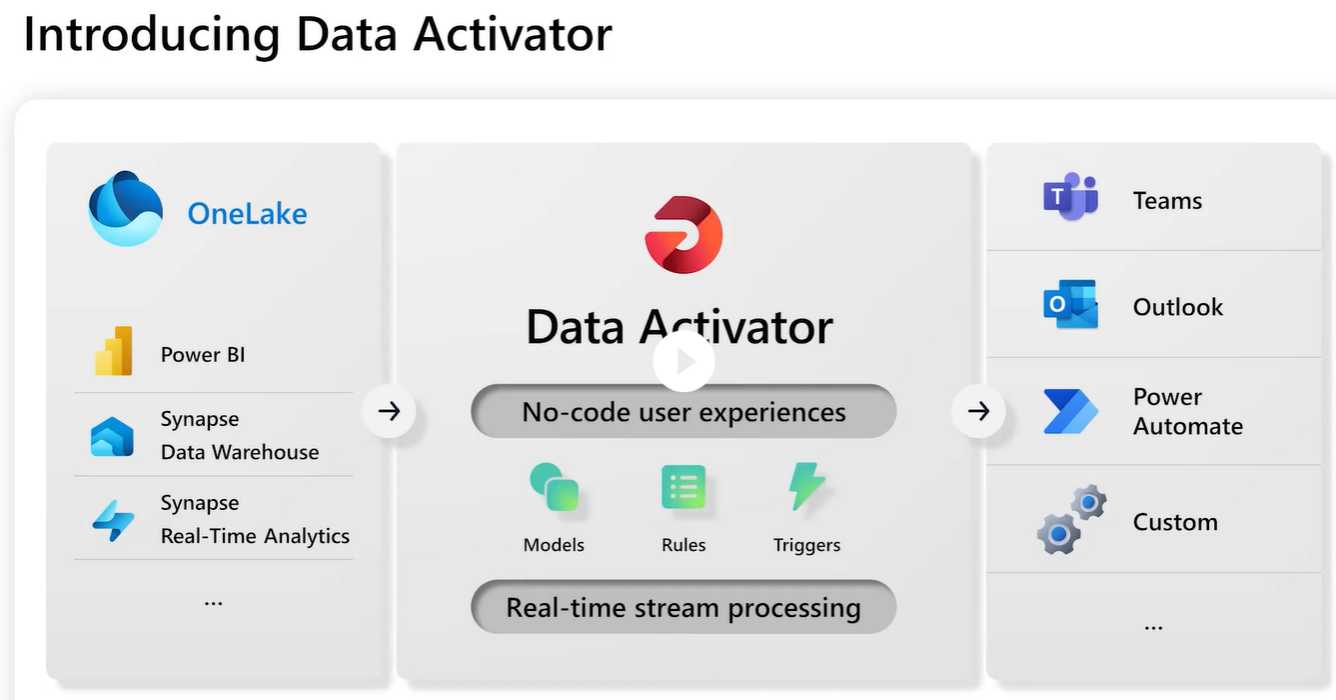 Introducing Data Activator
OneLake
Power BI
Synapse
Data Warehouse
Synapse
Real-Time Analytics
...
Data Activator
No-code user experiences
Models
Rules
Triggers
Real-time stream processing
T
Teams
O
Outlook
Power
Automate
Custom
...